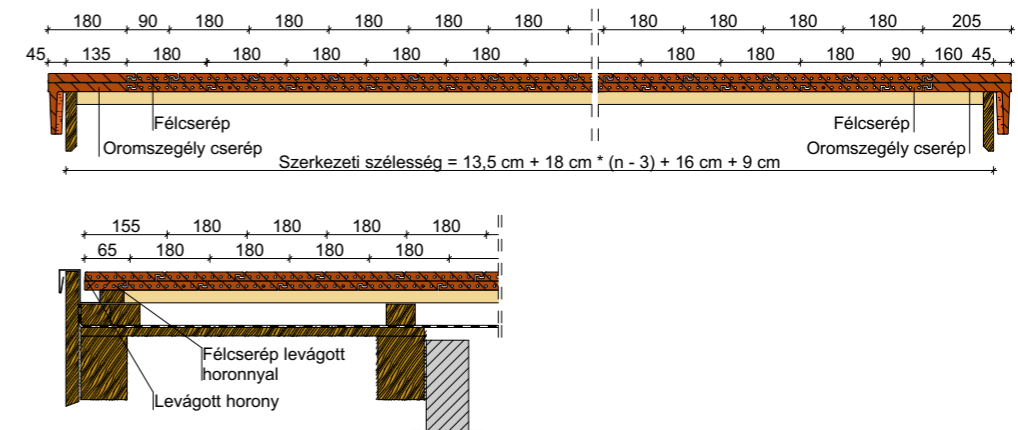 180 90 180 180 180 180 180 180 180 180 180 205
45 135 180 180 180 180 180 180 180 180 90 160 45
Félcserép Félcserép
Oromszegély cserép Oromszegély cserép
Szerkezeti szélesség = 13,5 cm + 18 cm * (n - 3) + 16 cm + 9 cm
155 180 180 180 180
65 180 180 180 180
Félcserép levágott
horonnyal
Levágott horony